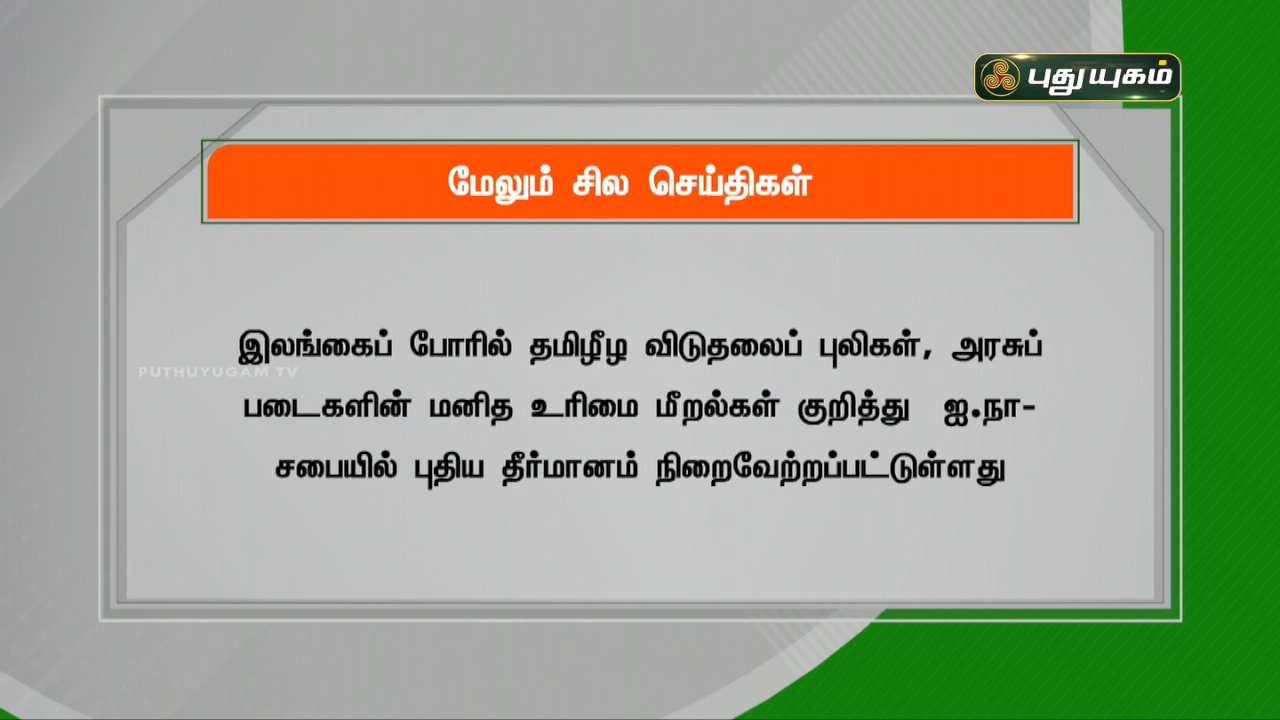 புதுயுகம்
மேலும் சில செய்திகள்
இலங்கைப் போரில் தமிழீழ விடுதலைப் புலிகள், அரசுப்
PUTHUYUGAM TV
படைகளின் மனித உரிமை மீறல்கள் குறித்து ஐ.நா-
சபையில் புதிய தீர்மானம் நிறைவேற்றப்பட்டுள்ளது